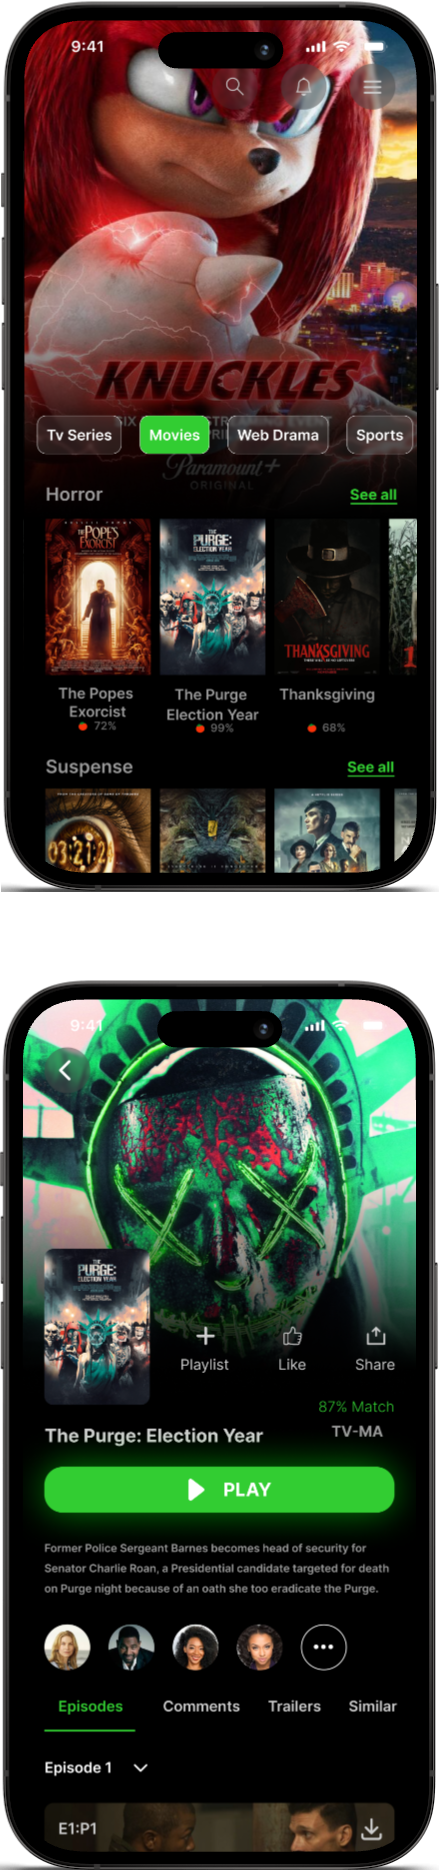 9:41
KNUCKLES
Tv Series Movies Web Drama Sports
Paramount+
ORIGINAL
Horror See all
THE POPE'S
EXORCIST
THE
PURGE:
ELECTION YEAR
THANKSGIVING
The Popes
Exorcist
72%
The Purge
Election Year
99%
Thanksgiving
68%
Suspense See all
03:21:2
9:41
THE
PURGE:
ELECTION YEAR
Playlist Like Share
87% Match
The Purge: Election Year TV-MA
PLAY
Former Police Sergeant Barnes becomes head of security for
Senator Charlie Roan, a Presidential candidate targeted for death
on Purge night because of an oath she too eradicate the Purge.
Episodes Comments Trailers Similar
Episode 1
E1:P1